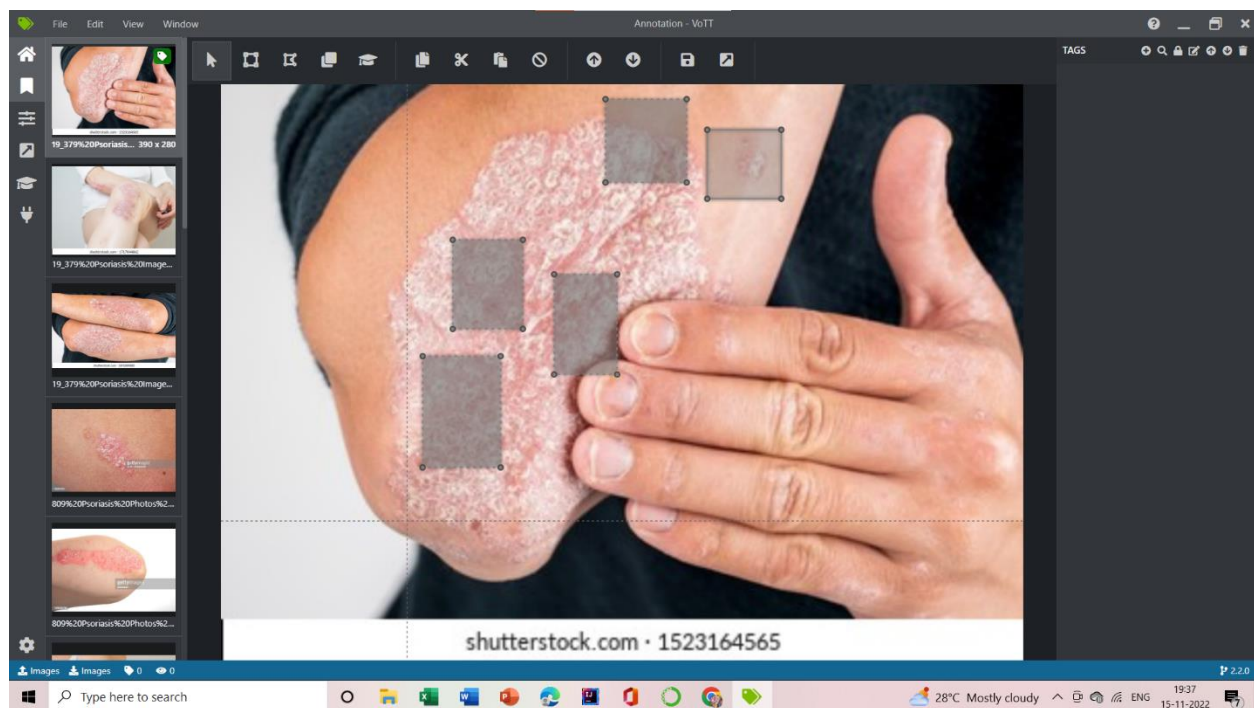 File Edit View Window
Annotation - VoTT
TAGS
19_379%20Psoriasis... 390 x 280
19_379%20Psoriasis%20Image...
19_379%20Psoriasis%20Image...
809%20Psoriasis%20Photos%2...
809%20Psoriasis%20Photos%2...
shutterstock.com · 1523164565
Images Images 0 0
2.2.0
Type here to search
28°C Mostly cloudy
ENG
19:37
15-11-2022